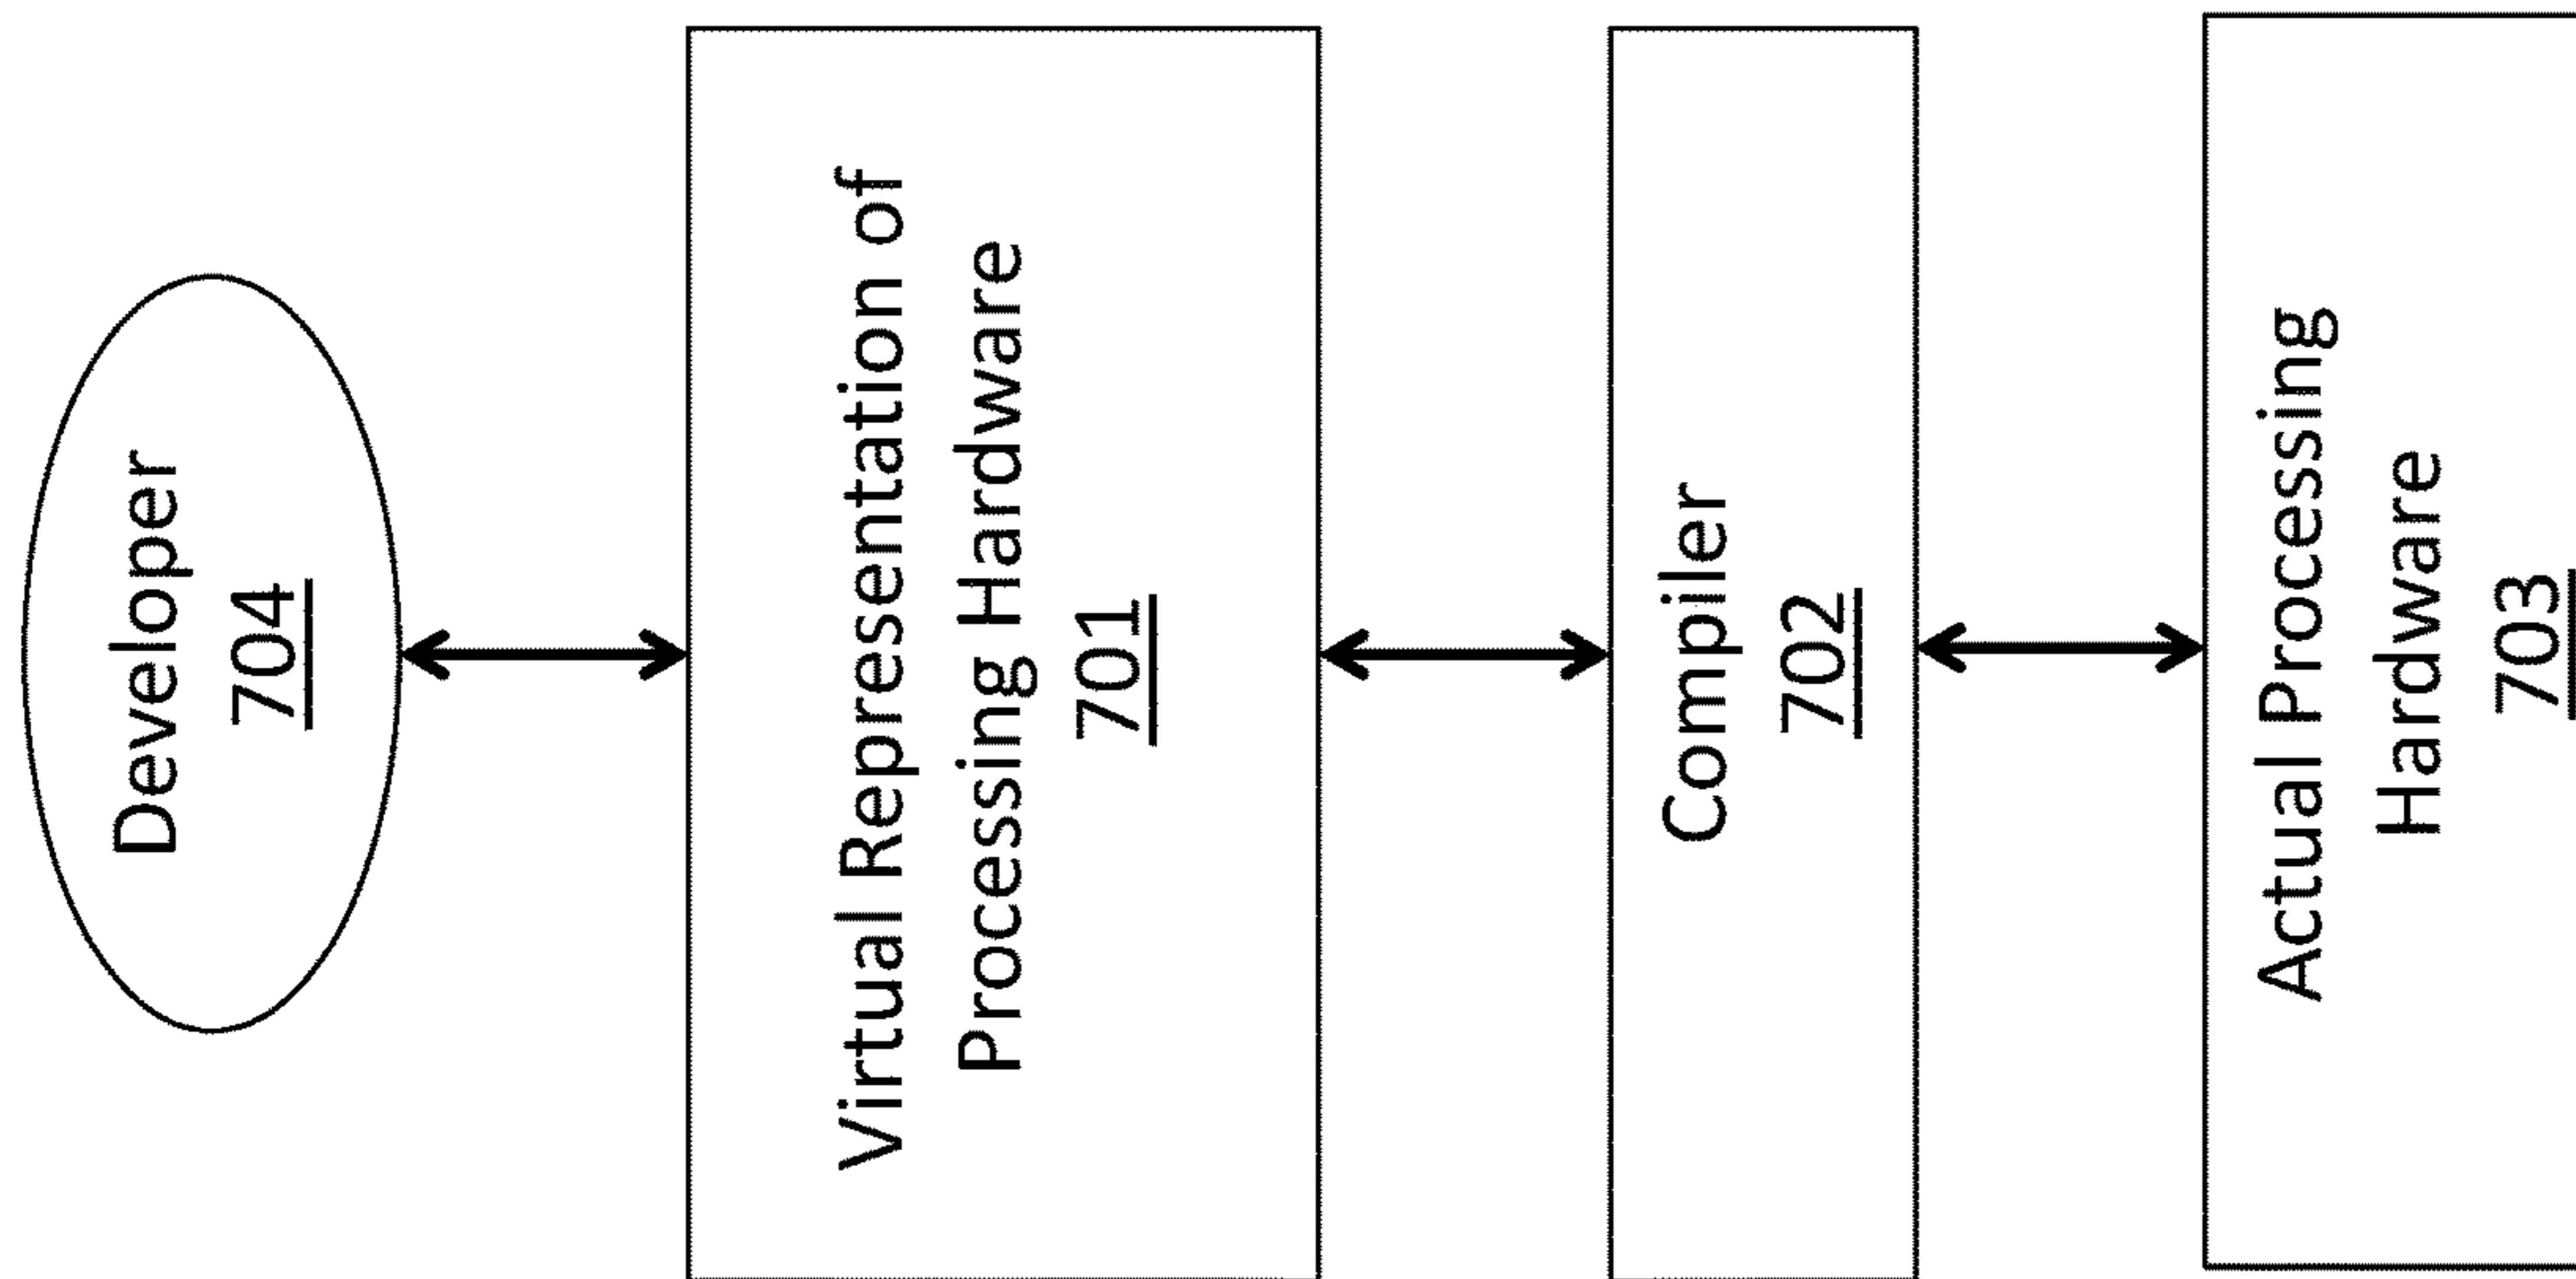 Developer
704
Virtual Representation of
Processing Hardware
701
Compiler
702
Actual Processing
Hardware
703